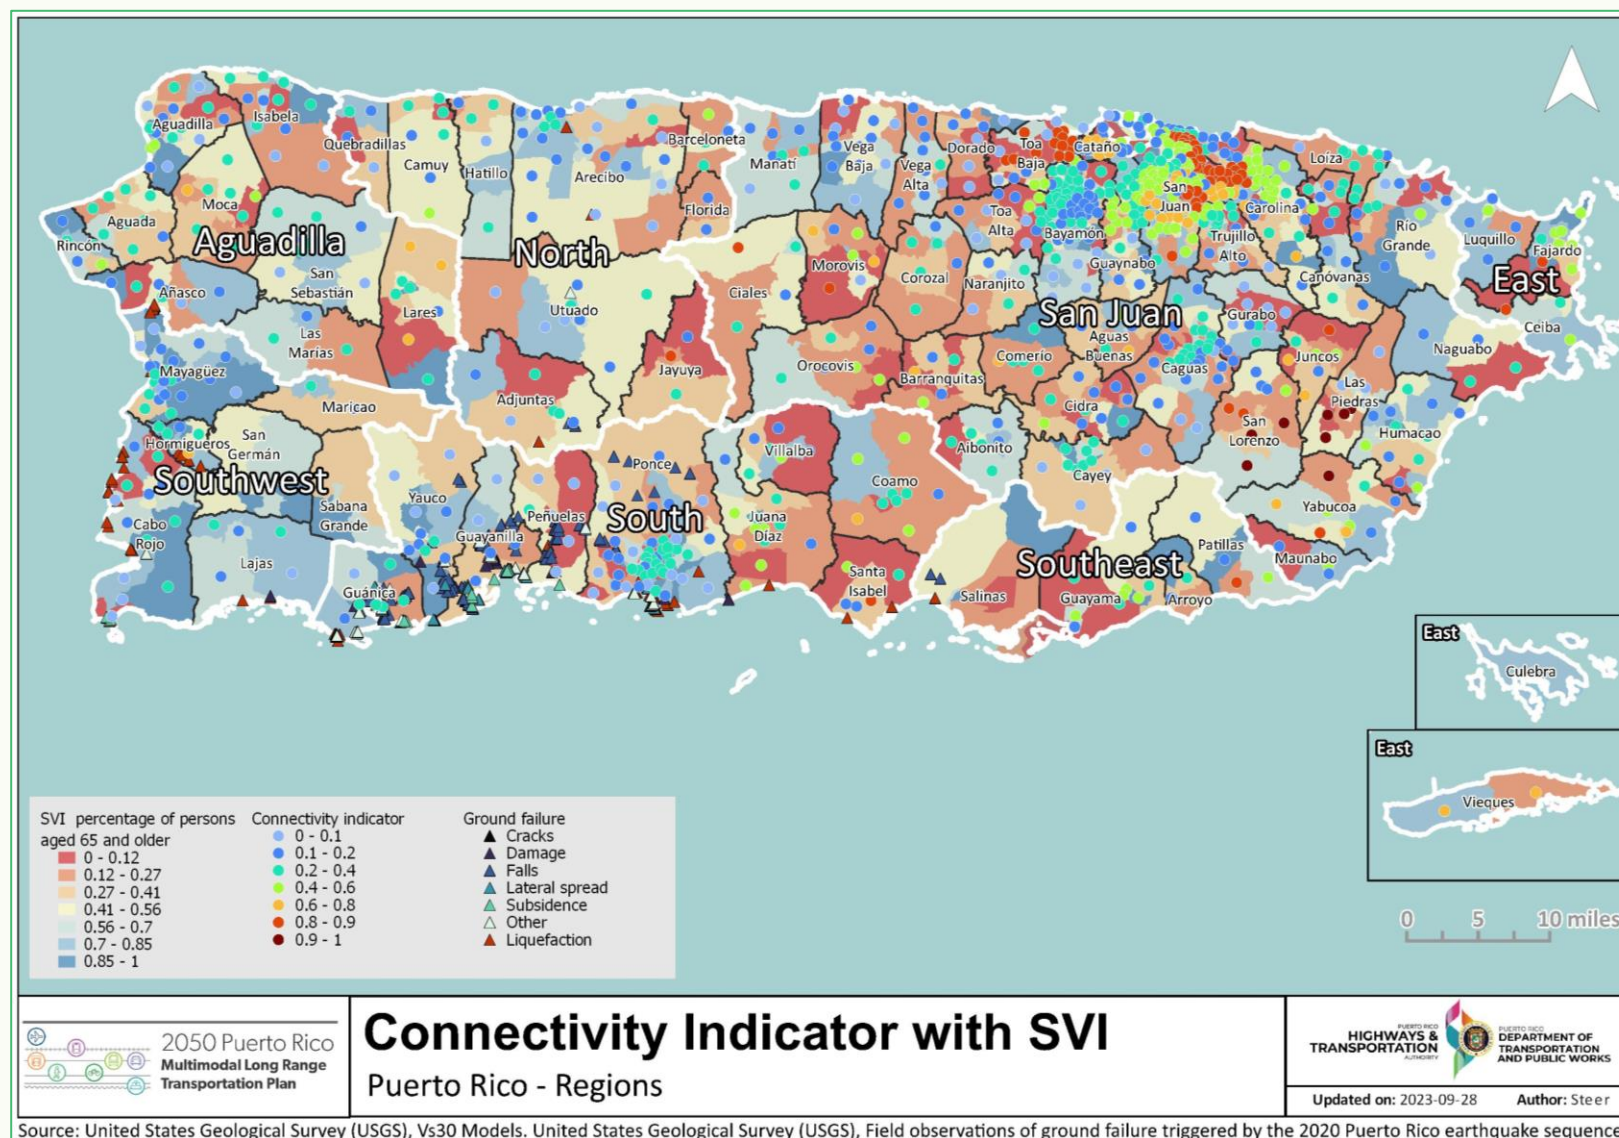 Aguadilla
Isabela
Quebradillas
Camuy
Hatillo
Arecibo
Barceloneta
Manatí
Vega
Baja
Vega
Alta
Dorado
Toa
Baja
Cataño
San
Juan
Loíza
Carolina
Río
Grande
Luquillo
Fajardo
East
Ceiba
Moca
Aguada
Rincón
Aguadilla
North
Florida
Toa
Alta
Bayamón
Guaynabo
Trujillo
Alto
Canóvanas
Añasco
San
Sebastián
Lares
Utuado
Ciales
Morovis
Corozal
Naranjito
San Juan
Gurabo
Las
Marias
Mayagüez
Maricao
Adjuntas
Jayuya
Orocovis
Barranquitas
Comerio
Aguas
Buenas
Caguas
Juncos
Las
Piedras
Naguabo
Humacao
Hormigueros
San
Germán
Southwest
Sabana
Grande
Yauco
Ponce
Villalba
Coamo
Aibonito
Cidra
Cayey
San
Lorenzo
Yabucoa
Cabo
Rojo
Lajas
Guánica
Guayanilla
Peñuelas
South
Juana
Díaz
Santa
Isabel
Salinas
Southeast
Guayama
Arroyo
Patillas
Maunabo
East
Culebra
East
Vieques
0 5 10 miles
SVI percentage of persons
aged 65 and older
0 - 0.12
0.12 - 0.27
0.27 - 0.41
0.41 - 0.56
0.56 - 0.7
0.7 - 0.85
0.85 - 1
Connectivity indicator
0 - 0.1
0.1 - 0.2
0.2 - 0.4
0.4 - 0.6
0.6 - 0.8
0.8 - 0.9
0.9 - 1
Ground failure
Cracks
Damage
Falls
Lateral spread
Subsidence
Other
Liquefaction
2050 Puerto Rico
Multimodal Long Range
Transportation Plan
Connectivity Indicator with SVI
Puerto Rico - Regions
PUERTO RICO
HIGHWAYS &
TRANSPORTATION
AUTHORITY
PUERTO RICO
DEPARTMENT OF
TRANSPORTATION
AND PUBLIC WORKS
Updated on: 2023-09-28 Author: Steer
Source: United States Geological Survey (USGS), Vs30 Models. United States Geological Survey (USGS), Field observations of ground failure triggered by the 2020 Puerto Rico earthquake sequence